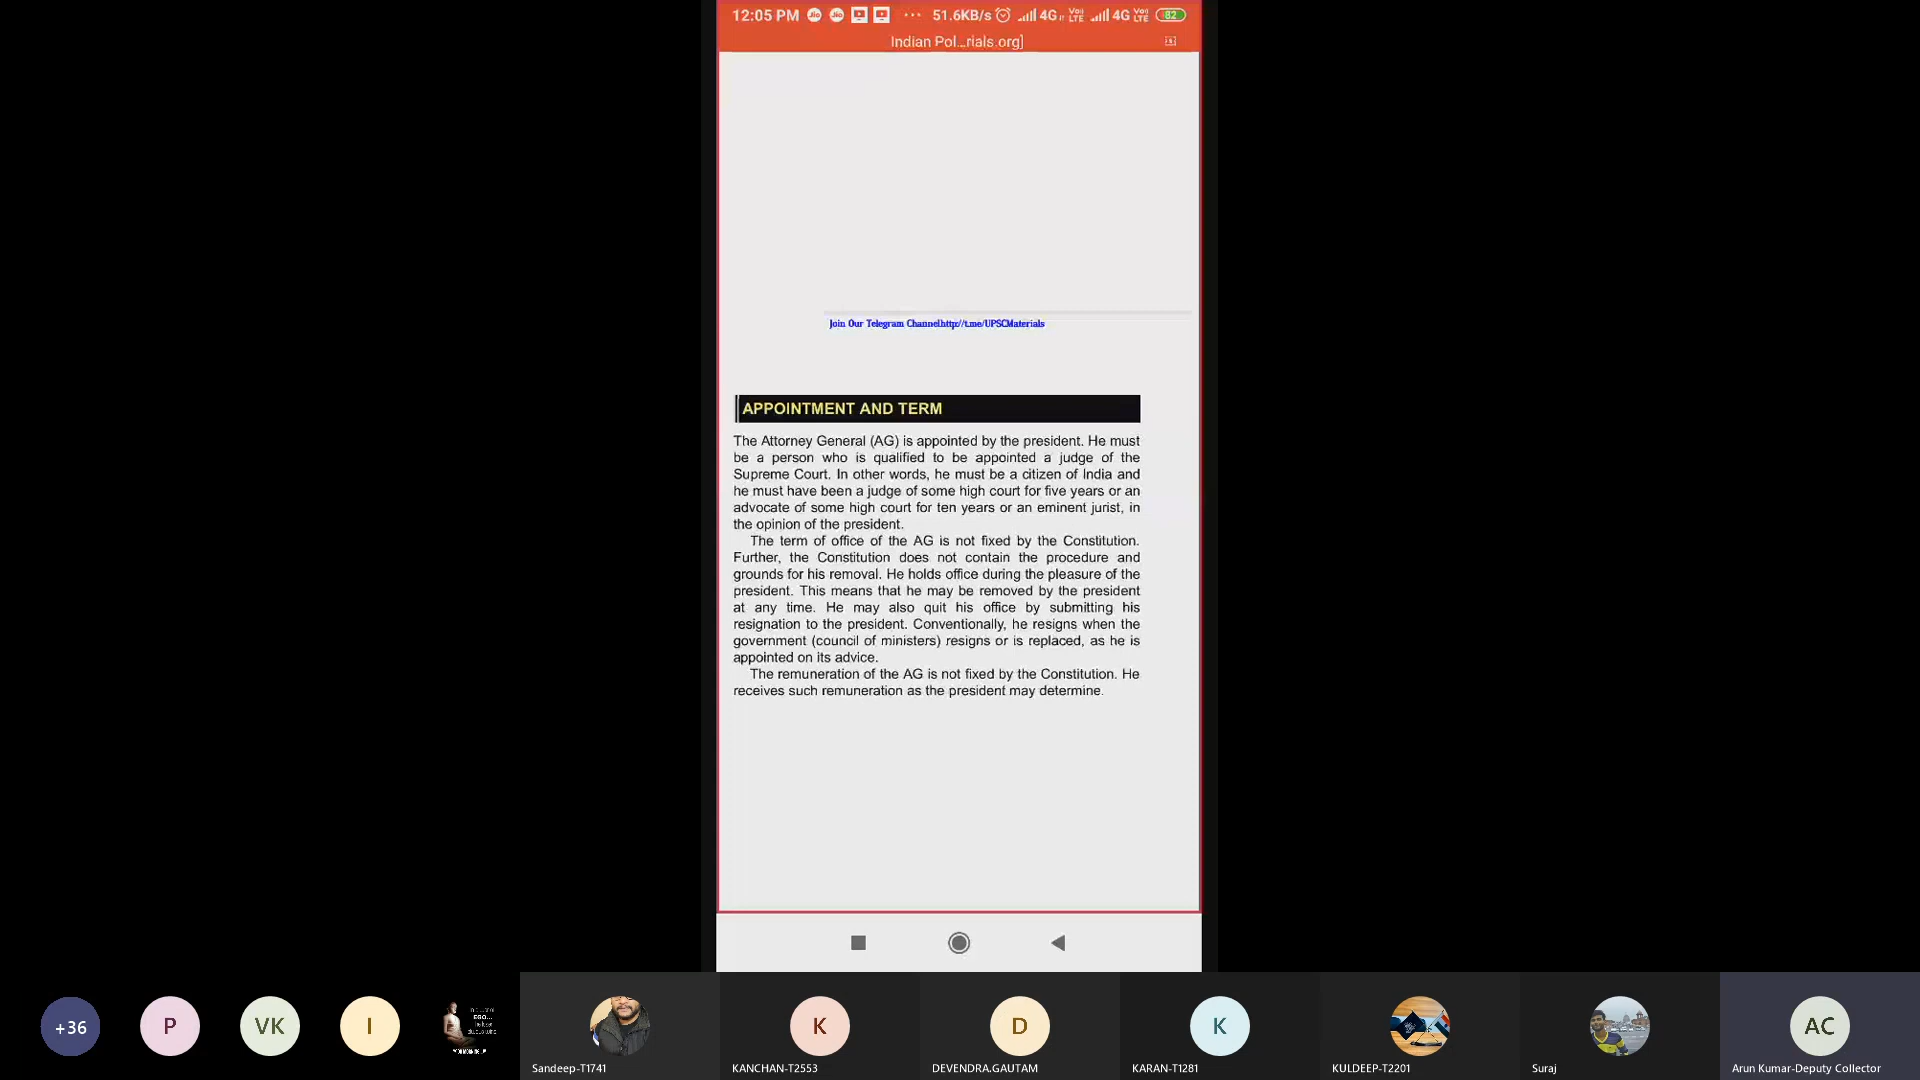 12:05 PM
51.6KB/s
4G
Vo)
LTE
4G
Vo)
LTE
82
Indian Pol...rials.org]
Join Our Telegram Channelhttp://t.me/UPSCMaterials
APPOINTMENT AND TERM
The Attorney General (AG) is appointed by the president. He must
be a person who is qualified to be appointed a judge of the
Supreme Court. In other words, he must be a citizen of India and
he must have been a judge of some high court for five years or an
advocate of some high court for ten years or an eminent jurist, in
the opinion of the president.
The term of office of the AG is not fixed by the Constitution.
Further, the Constitution does not contain the procedure and
grounds for his removal. He holds office during the pleasure of the
president. This means that he may be removed by the president
at any time. He may also quit his office by submitting his
resignation to the president. Conventionally, he resigns when the
government (council of ministers) resigns or is replaced, as he is
appointed on its advice.
The remuneration of the AG is not fixed by the Constitution. He
receives such remuneration as the president may determine.
+36
P
VK
I
EGO...
K
D
K
AC
Sandeep-T1741
KANCHAN-T2553
DEVENDRA.GAUTAM
KARAN-T1281
KULDEEP-T2201
Suraj
Arun Kumar-Deputy Collector